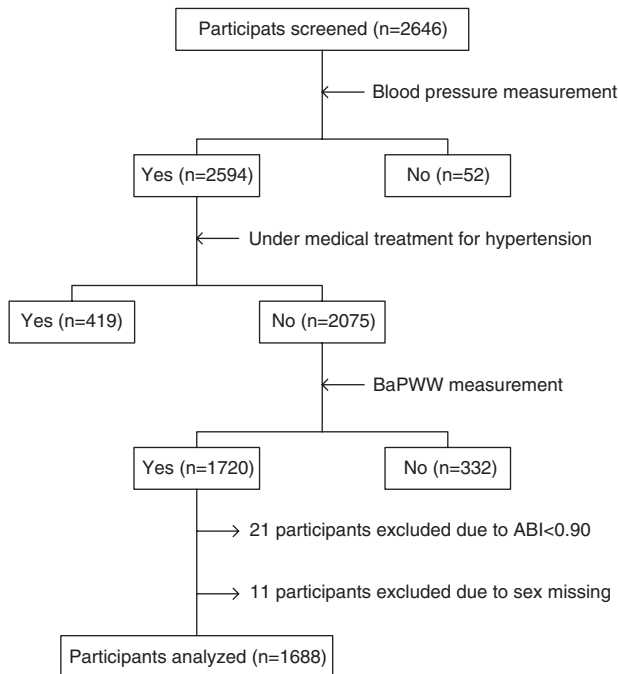 Participats screened (n=2646)
Blood pressure measurement
Yes (n=2594)
No (n=52)
Under medical treatment for hypertension
Yes (n=419)
No (n=2075)
BaPWW measurement
Yes (n=1720)
No (n=332)
21 participants excluded due to ABI<0.90
11 participants excluded due to sex missing
Participants analyzed (n=1688)